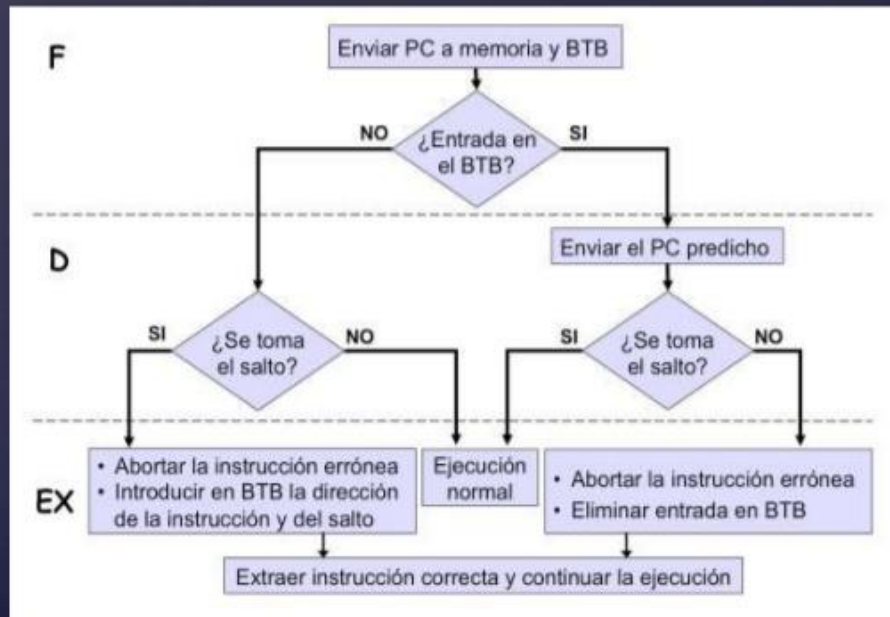 F
Enviar PC a memoria y BTB
NO
¿Entrada en
el BTB?
SI
D
Enviar el PC predicho
SI
¿Se toma
el salto?
NO
SI
¿Se toma
el salto?
NO
EX
• Abortar la instrucción errónea
• Introducir en BTB la dirección
de la instrucción y del salto
Ejecución
normal
• Abortar la instrucción errónea
• Eliminar entrada en BTB
Extraer instrucción correcta y continuar la ejecución